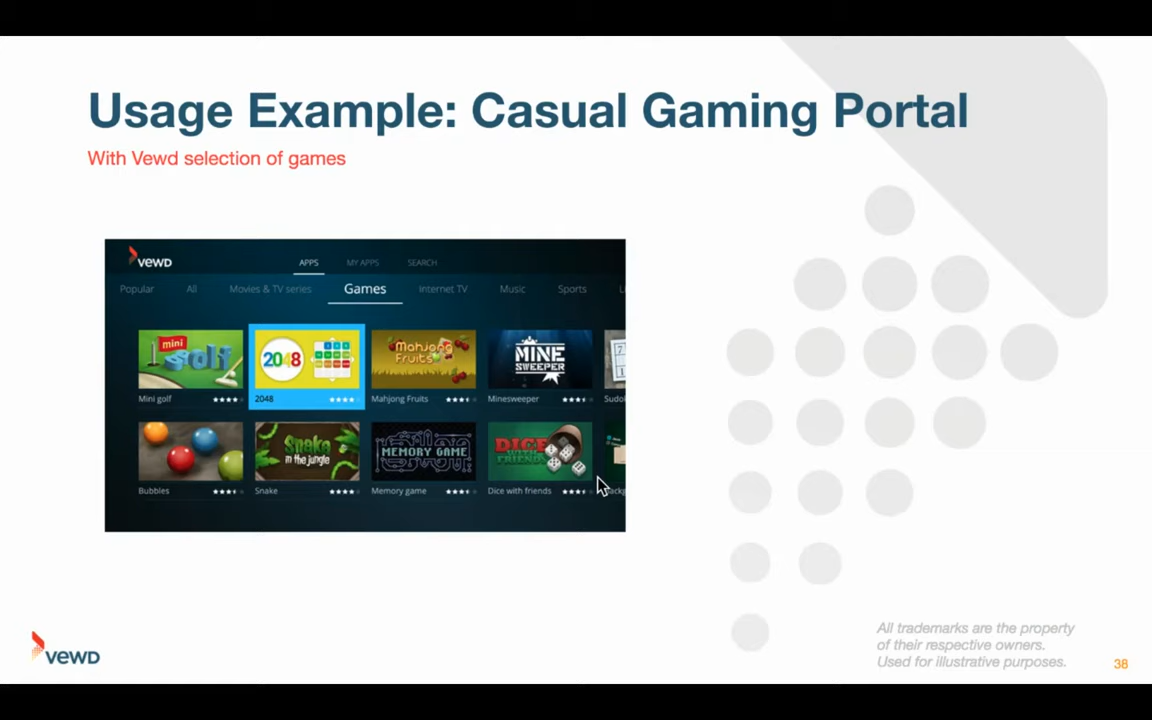 Usage Example: Casual Gaming Portal
With Vewd selection of games
VEWD
APPS MY APPS SEARCH
Popular All Movies & TV series Games Internet TV Music Sports
mini golf
2048
Mahjong Fruits
MINE SWEEPER
Mini golf 2048 Mahjong Fruits Minesweeper Sudo
Snake in the jungle
MEMORY GAME
DICE WITH FRIENDS
Bubbles Snake Memory game Dice with friends
VEWD
All trademarks are the property
of their respective owners.
Used for illustrative purposes.
38